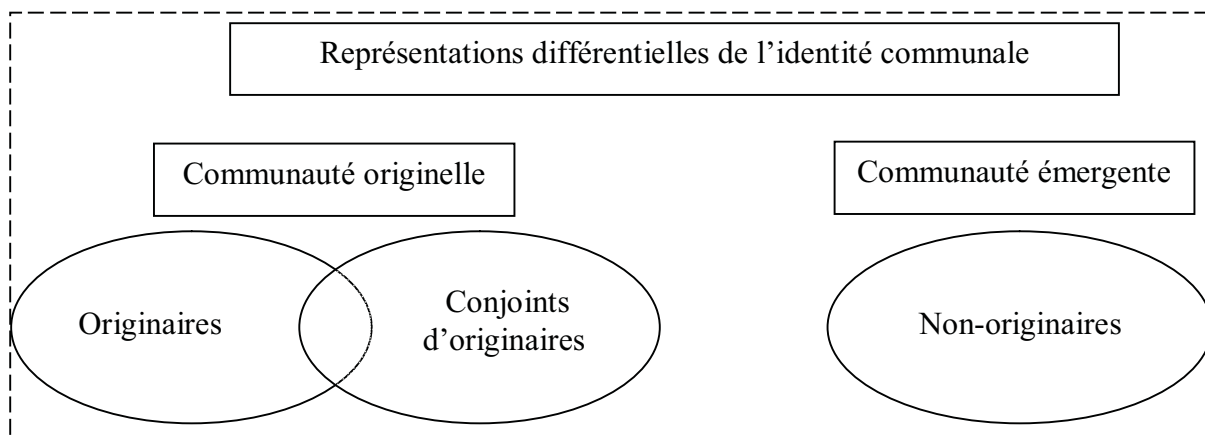 Représentations différentielles de l’identité communale
Communauté originelle
Communauté émergente
Originaires
Conjoints
d’originaires
Non-originaires